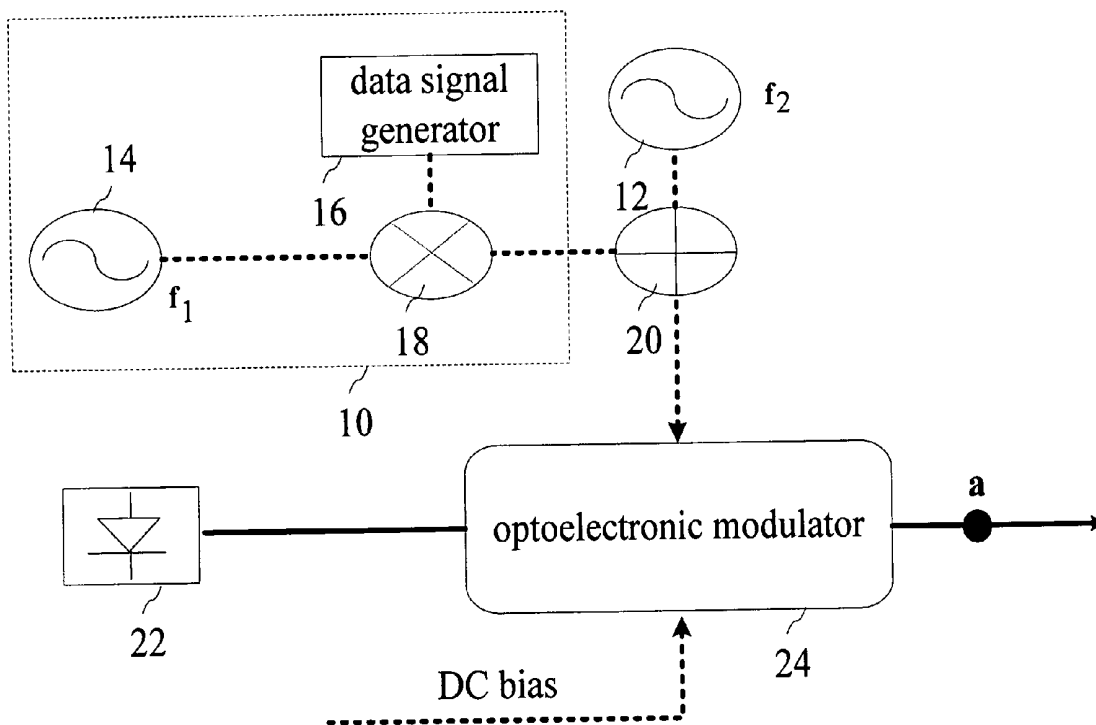 data signal
generator
f2
14
16
12
f1
18
20
10
a
optoelectronic modulator
22
24
DC bias